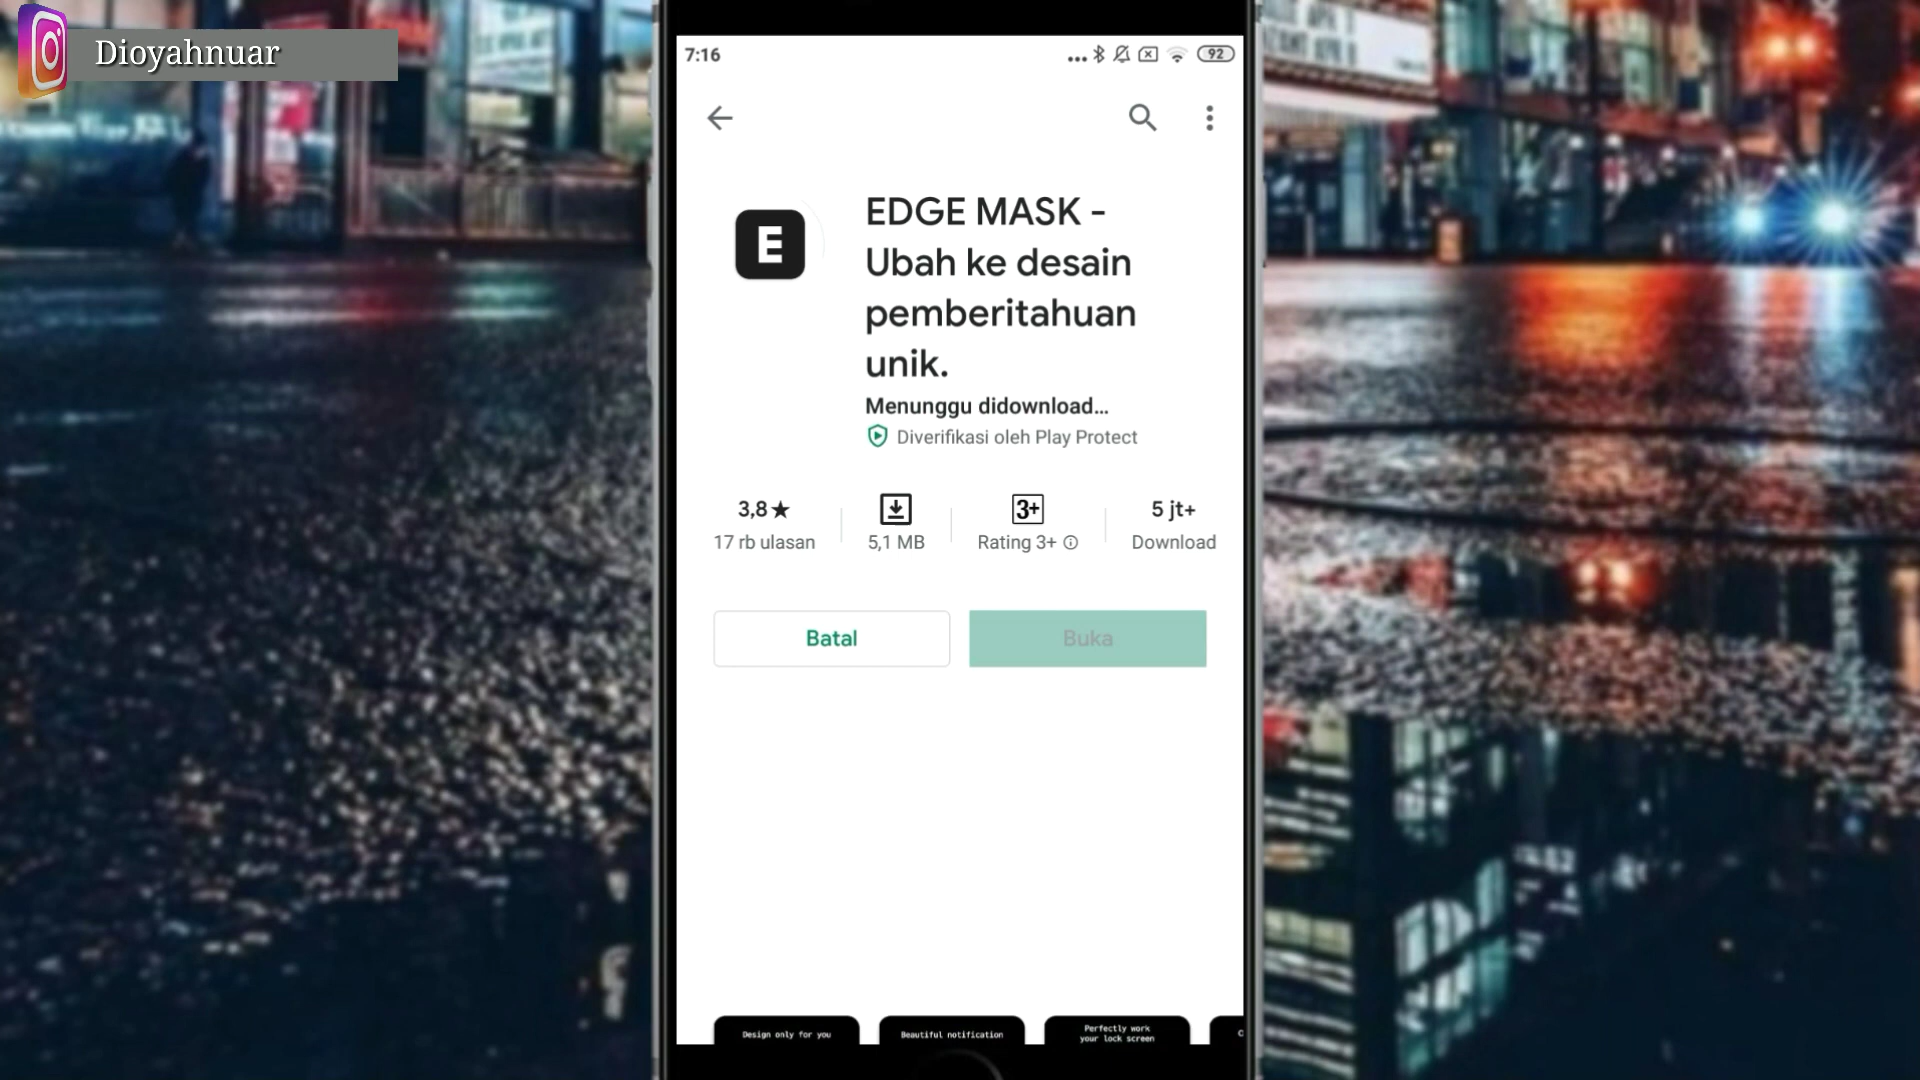 Dioyahnuar
7:16
92
EDGE MASK -
Ubah ke desain
pemberitahuan
unik.
E
Menunggu didownload...
Diverifikasi oleh Play Protect
3,8★
3+
5 jt+
17 rb ulasan
5,1 MB
Rating 3+
Download
Batal
Buka
Design only for you
Beautiful notification
Perfectly work
your lock screen